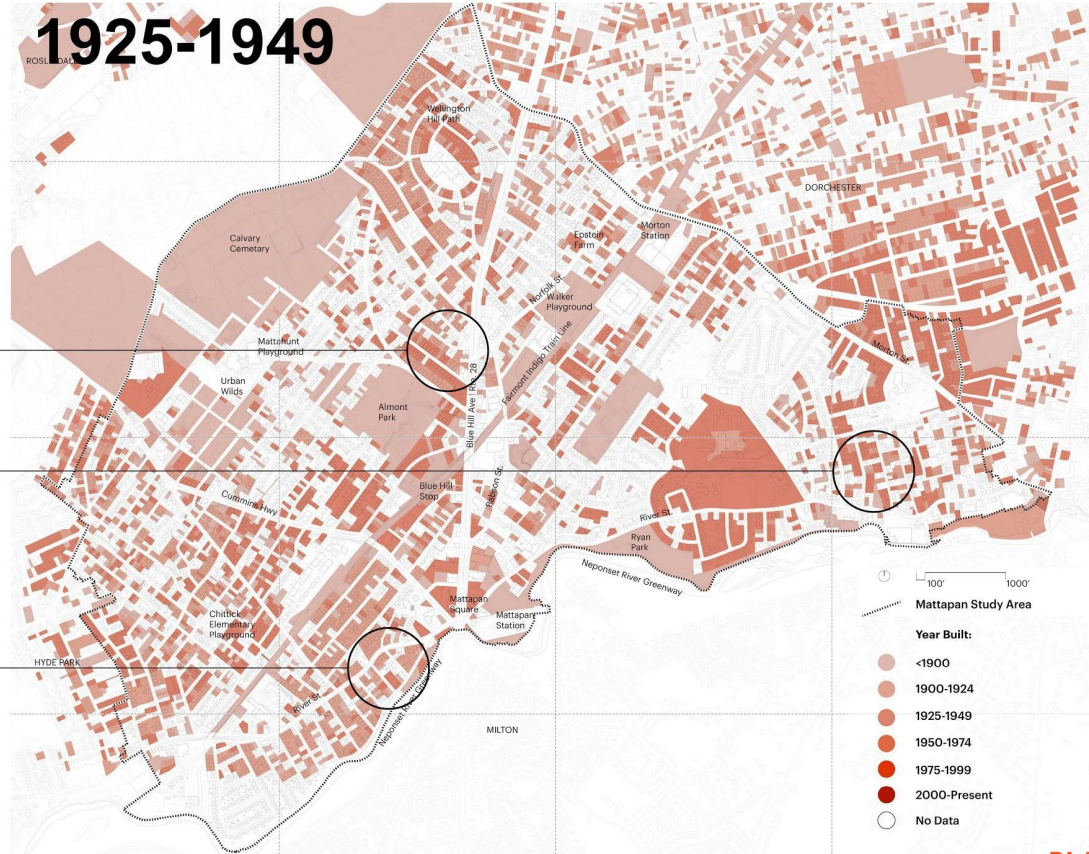 1925-1949
Wellington
Hill Path
DORCHESTER
Calvary
Cemetary
Epstein
Farm
Morton
Station
Norfolk St.
Walker
Playground
Mattahunt
Playground
Fairmont Indigo Train Line
Morton St.
Urban
Wilds
Blue Hill Ave | Rte. 28
Almont
Park
Blue Hill
Stop
Babson St.
Cummins Hwy
River St.
Ryan
Park
Neponset River Greenway
100'
1000'
Mattapan Study Area
Mattapan
Square
Mattapan
Station
Chittick
Elementary
Playground
Year Built:
<1900
HYDE PARK
1900-1924
River St.
Neponset River Greenway
1925-1949
MILTON
1950-1974
1975-1999
2000-Present
No Data